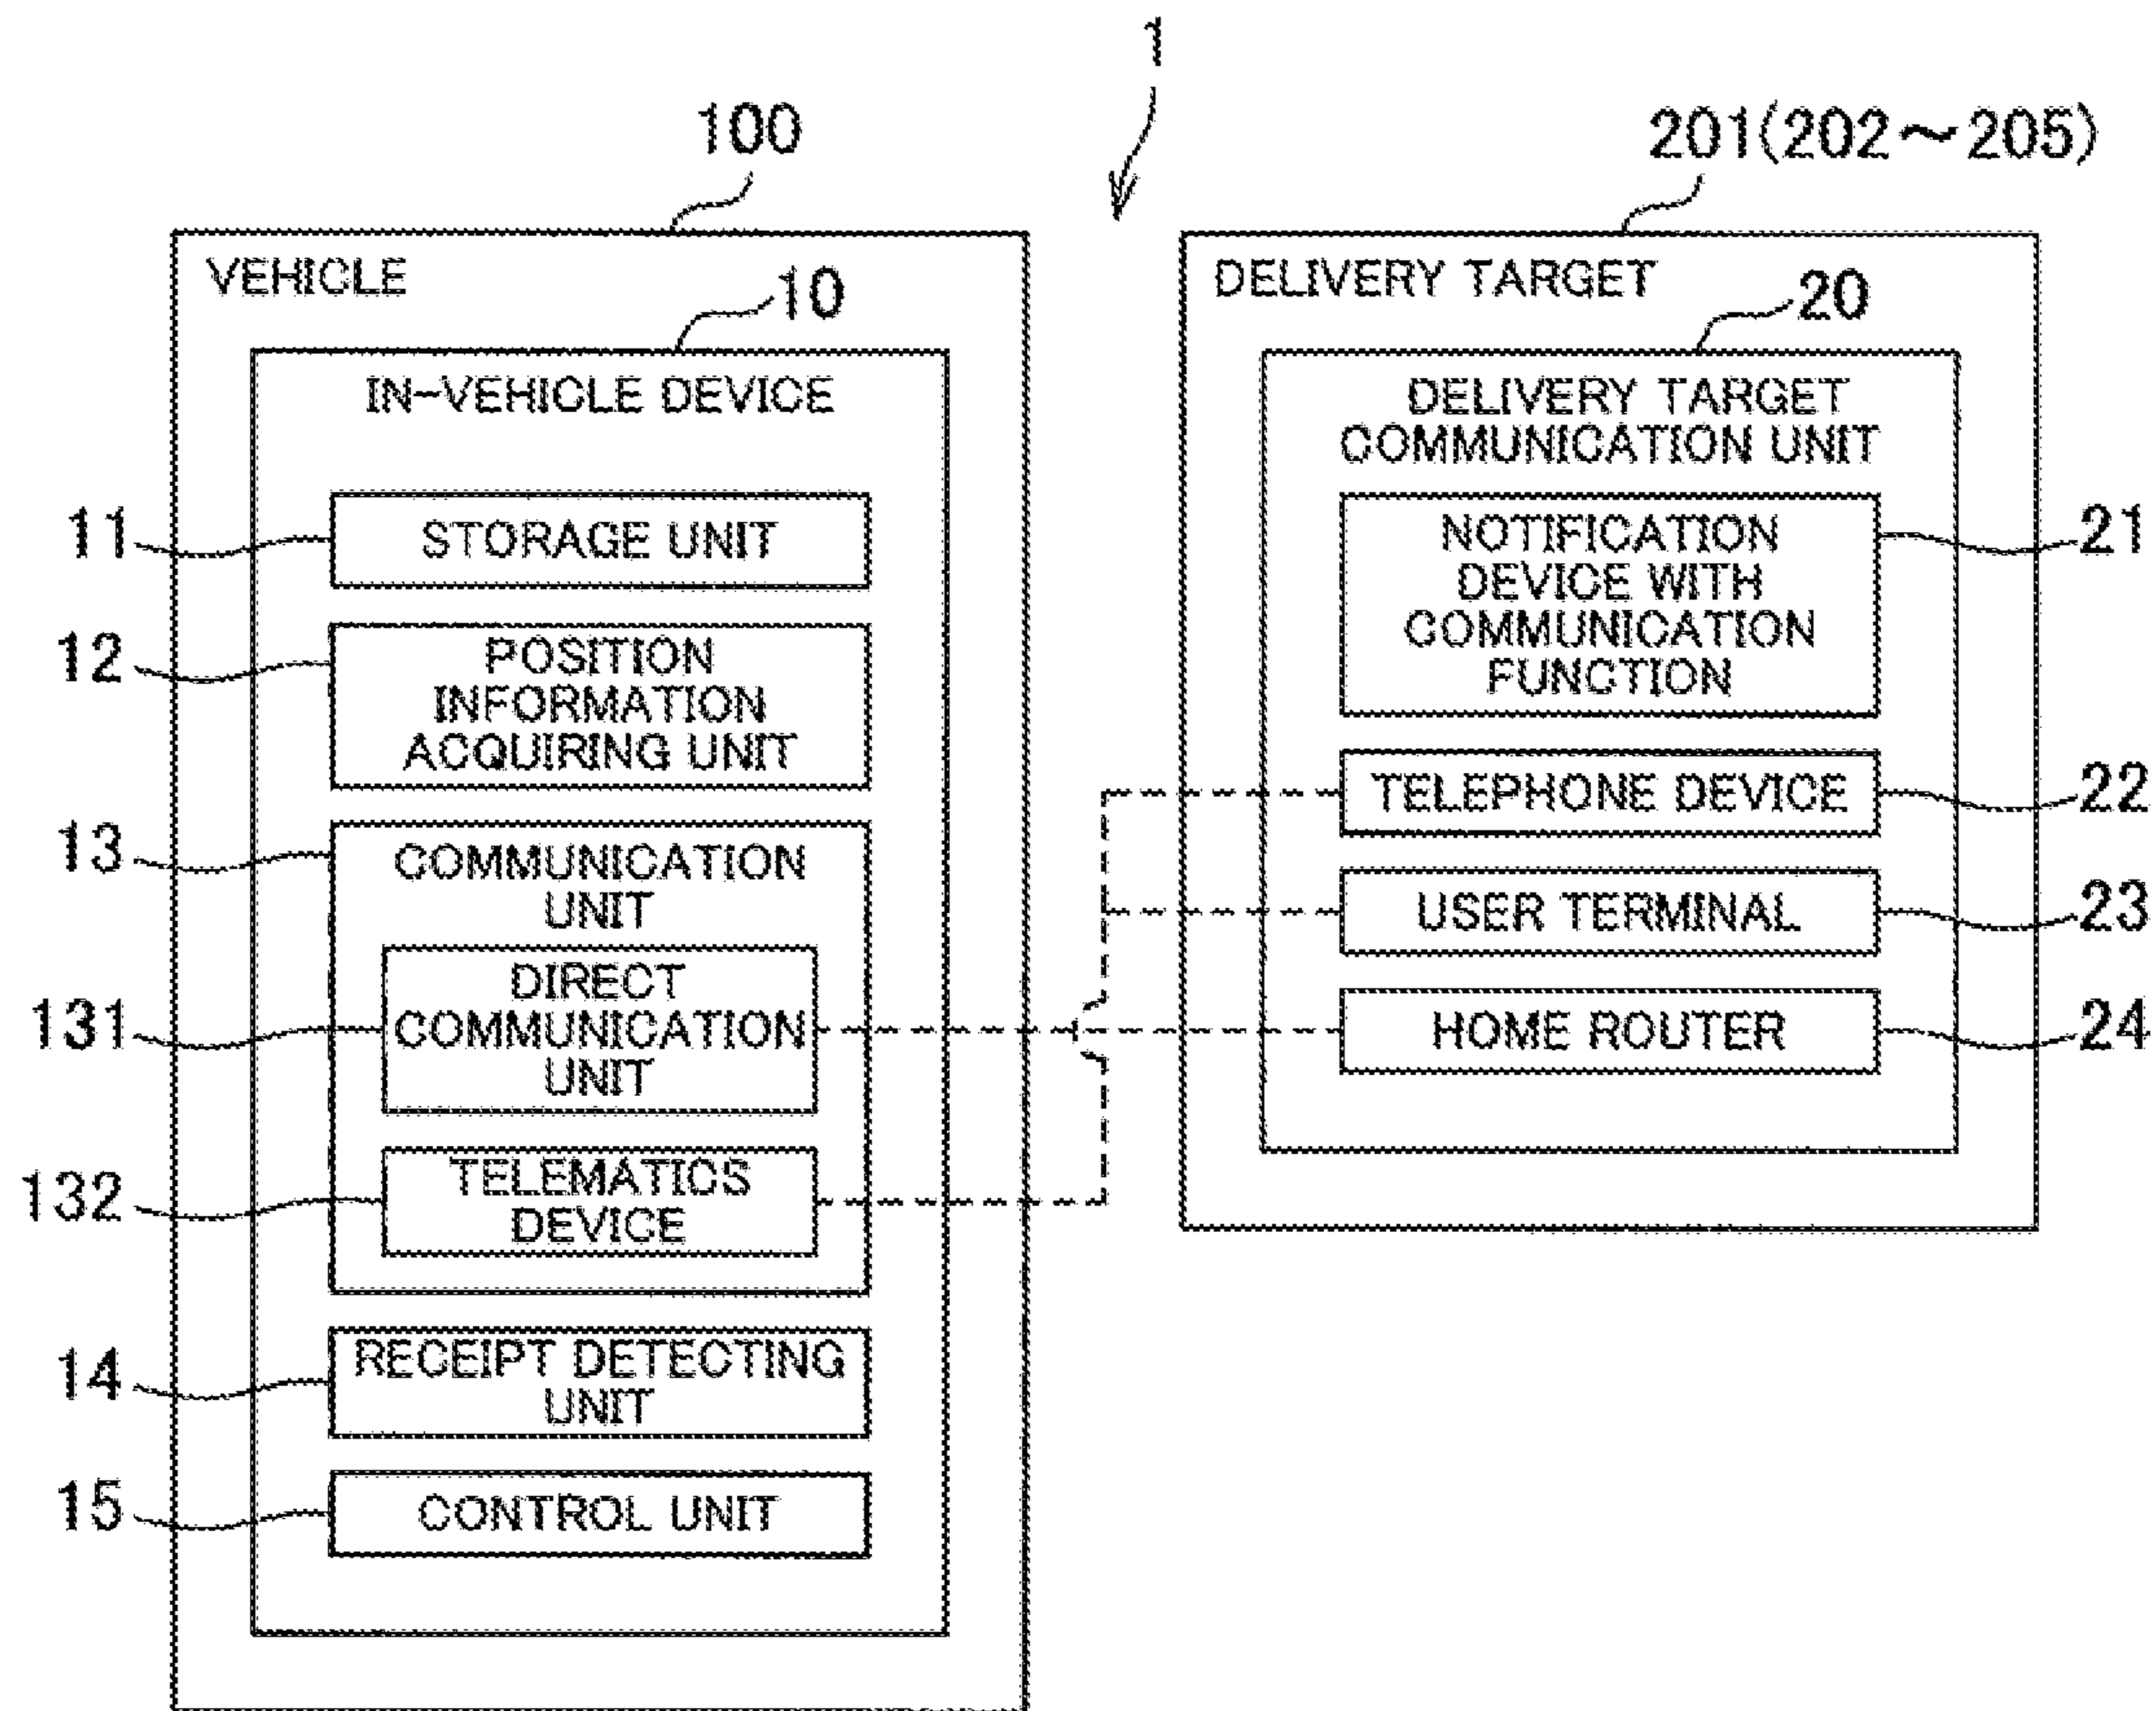 1
100
201(202～205)
VEHICLE
10
IN-VEHICLE DEVICE
11
STORAGE UNIT
12
POSITION
INFORMATION
ACQUIRING UNIT
13
COMMUNICATION
UNIT
131
DIRECT
COMMUNICATION
UNIT
132
TELEMATICS
DEVICE
14
RECEIPT DETECTING
UNIT
15
CONTROL UNIT
DELIVERY TARGET
20
DELIVERY TARGET
COMMUNICATION UNIT
NOTIFICATION
DEVICE WITH
COMMUNICATION
FUNCTION
21
TELEPHONE DEVICE
22
USER TERMINAL
23
HOME ROUTER
24